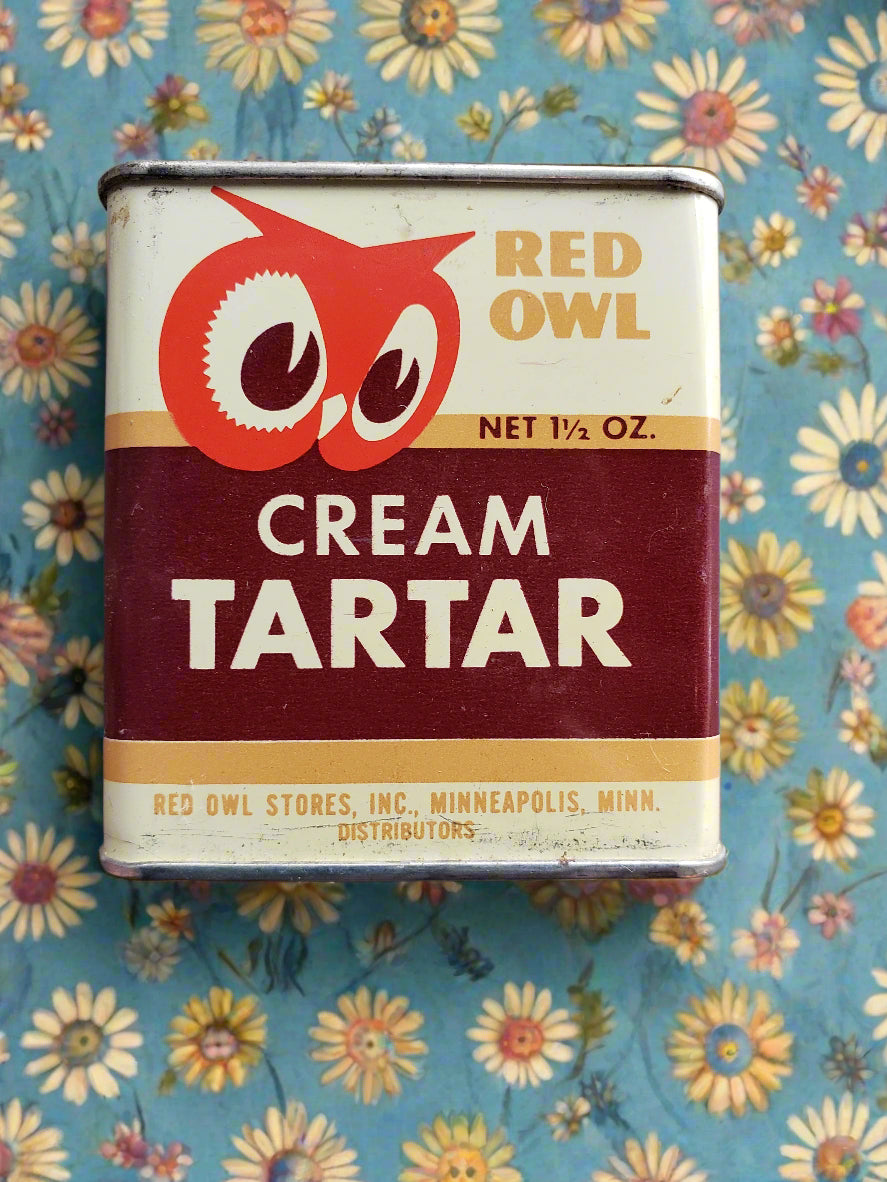 RED
OWL
NET 1½ OZ.
CREAM
TARTAR
RED OWL STORES, INC., MINNEAPOLIS, MINN.
DISTRIBUTORS